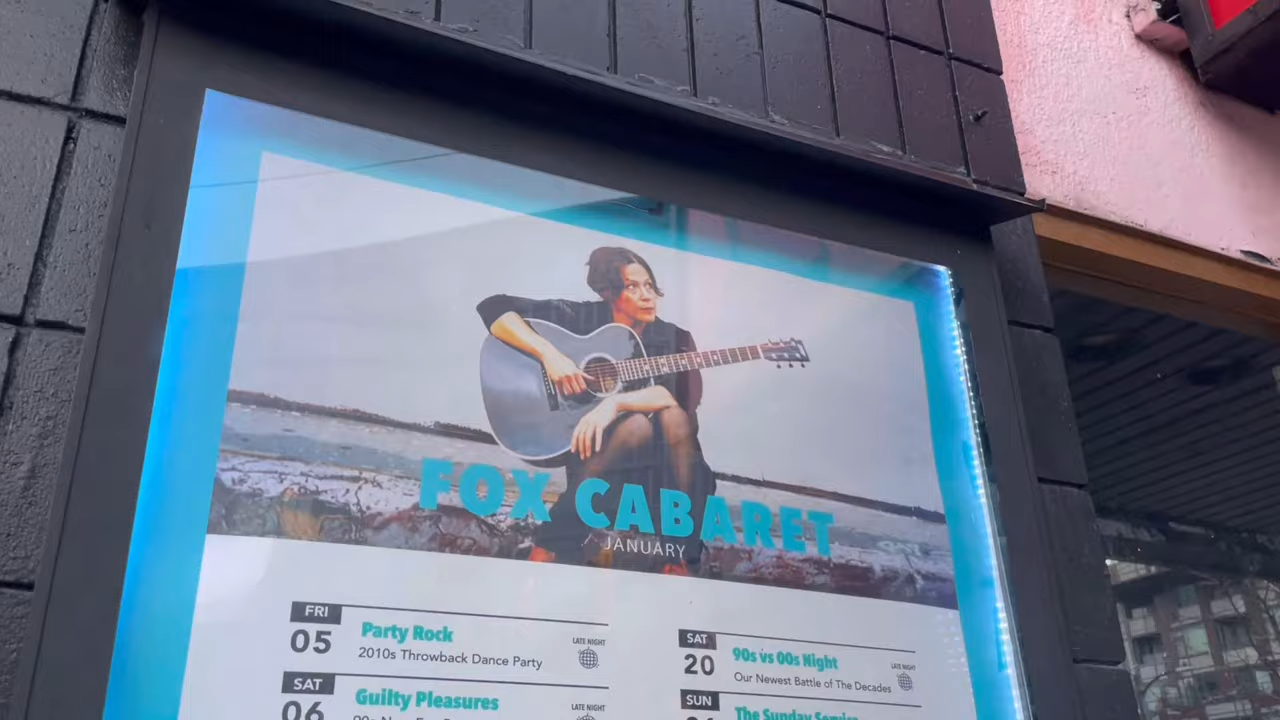 FOX CABARET
JANUARY
FRI
05
Party Rock
2010s Throwback Dance Party
LATE NIGHT
SAT
06
Guilty Pleasures
LATE NIGHT
SAT
20
90s vs 00s Night
Our Newest Battle of The Decades
LATE NIGHT
SUN
The Sunday Service